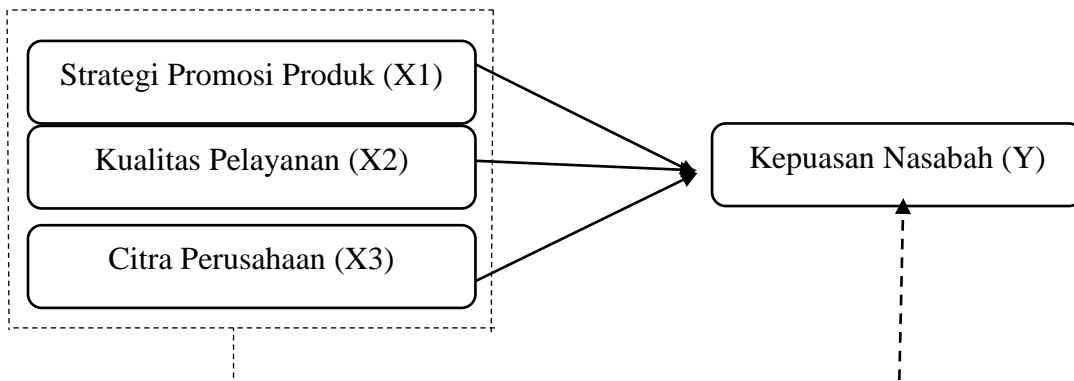 Strategi Promosi Produk (X1)
Kualitas Pelayanan (X2)
Kepuasan Nasabah (Y)
Citra Perusahaan (X3)